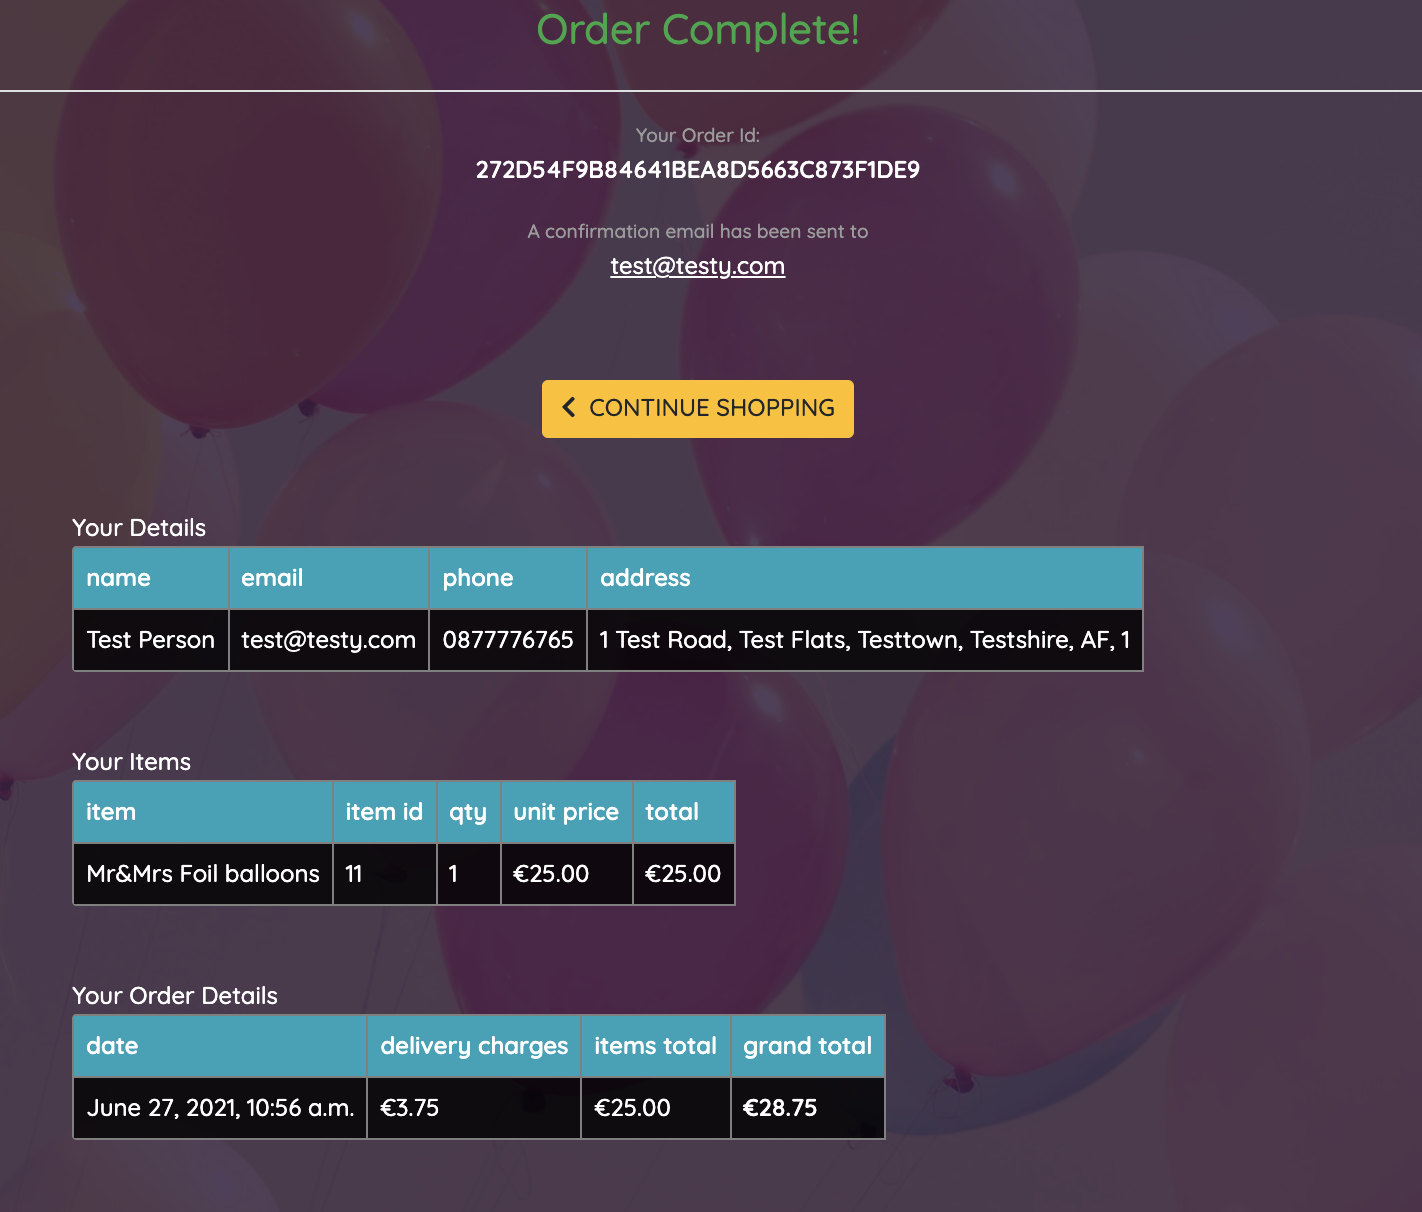 Order Complete!
Your Order Id:
272D54F9B84641BEA8D5663C873F1DE9
A confirmation email has been sent to
test@testy.com
CONTINUE SHOPPING
Your Details
name email phone address
Test Person test@testy.com 0877776765 1 Test Road, Test Flats, Testtown, Testshire, AF, 1
Your Items
item item id qty unit price total
Mr&Mrs Foil balloons 11 1 €25.00 €25.00
Your Order Details
date delivery charges items total grand total
June 27, 2021, 10:56 a.m. €3.75 €25.00 €28.75